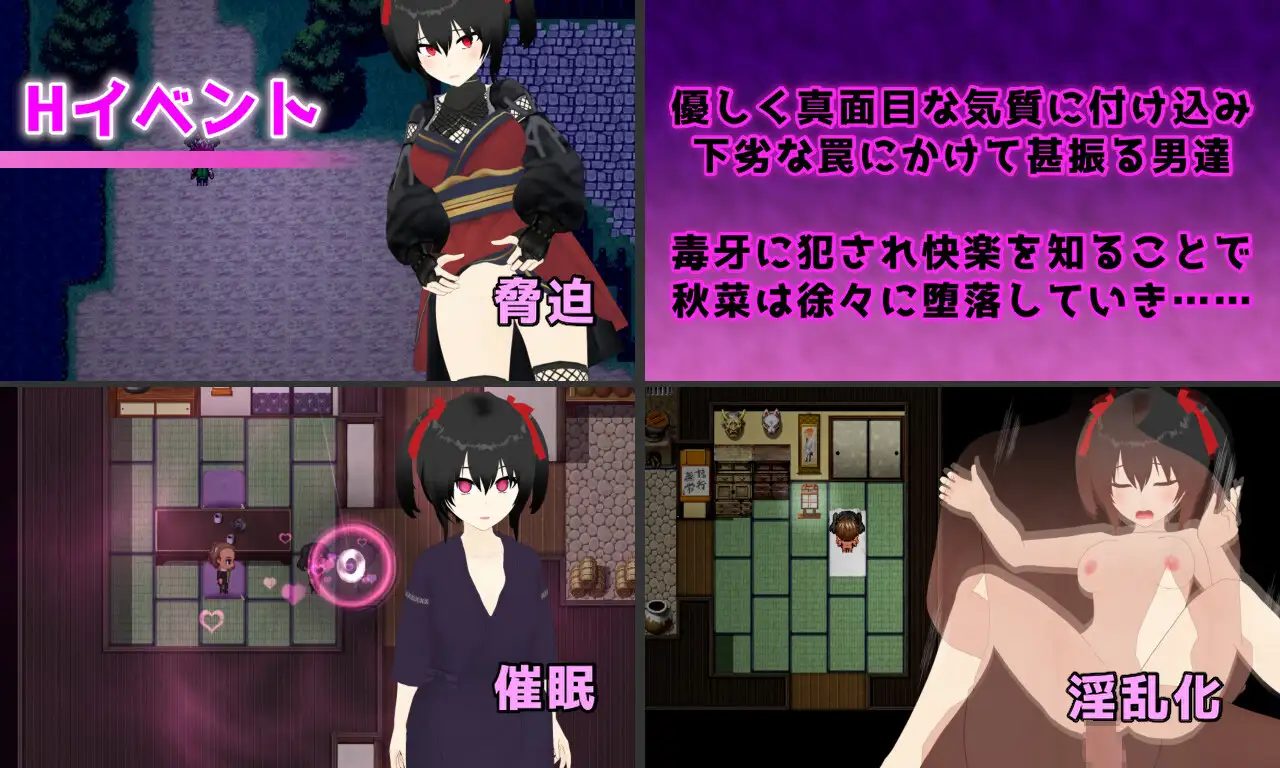 Hイベント
脅迫
優しく真面目な気質に付け込み
下劣な罠にかけて甚振る男達
毒牙に犯され快楽を知ることで
秋菜は徐々に堕落していき……
催眠
淫乱化